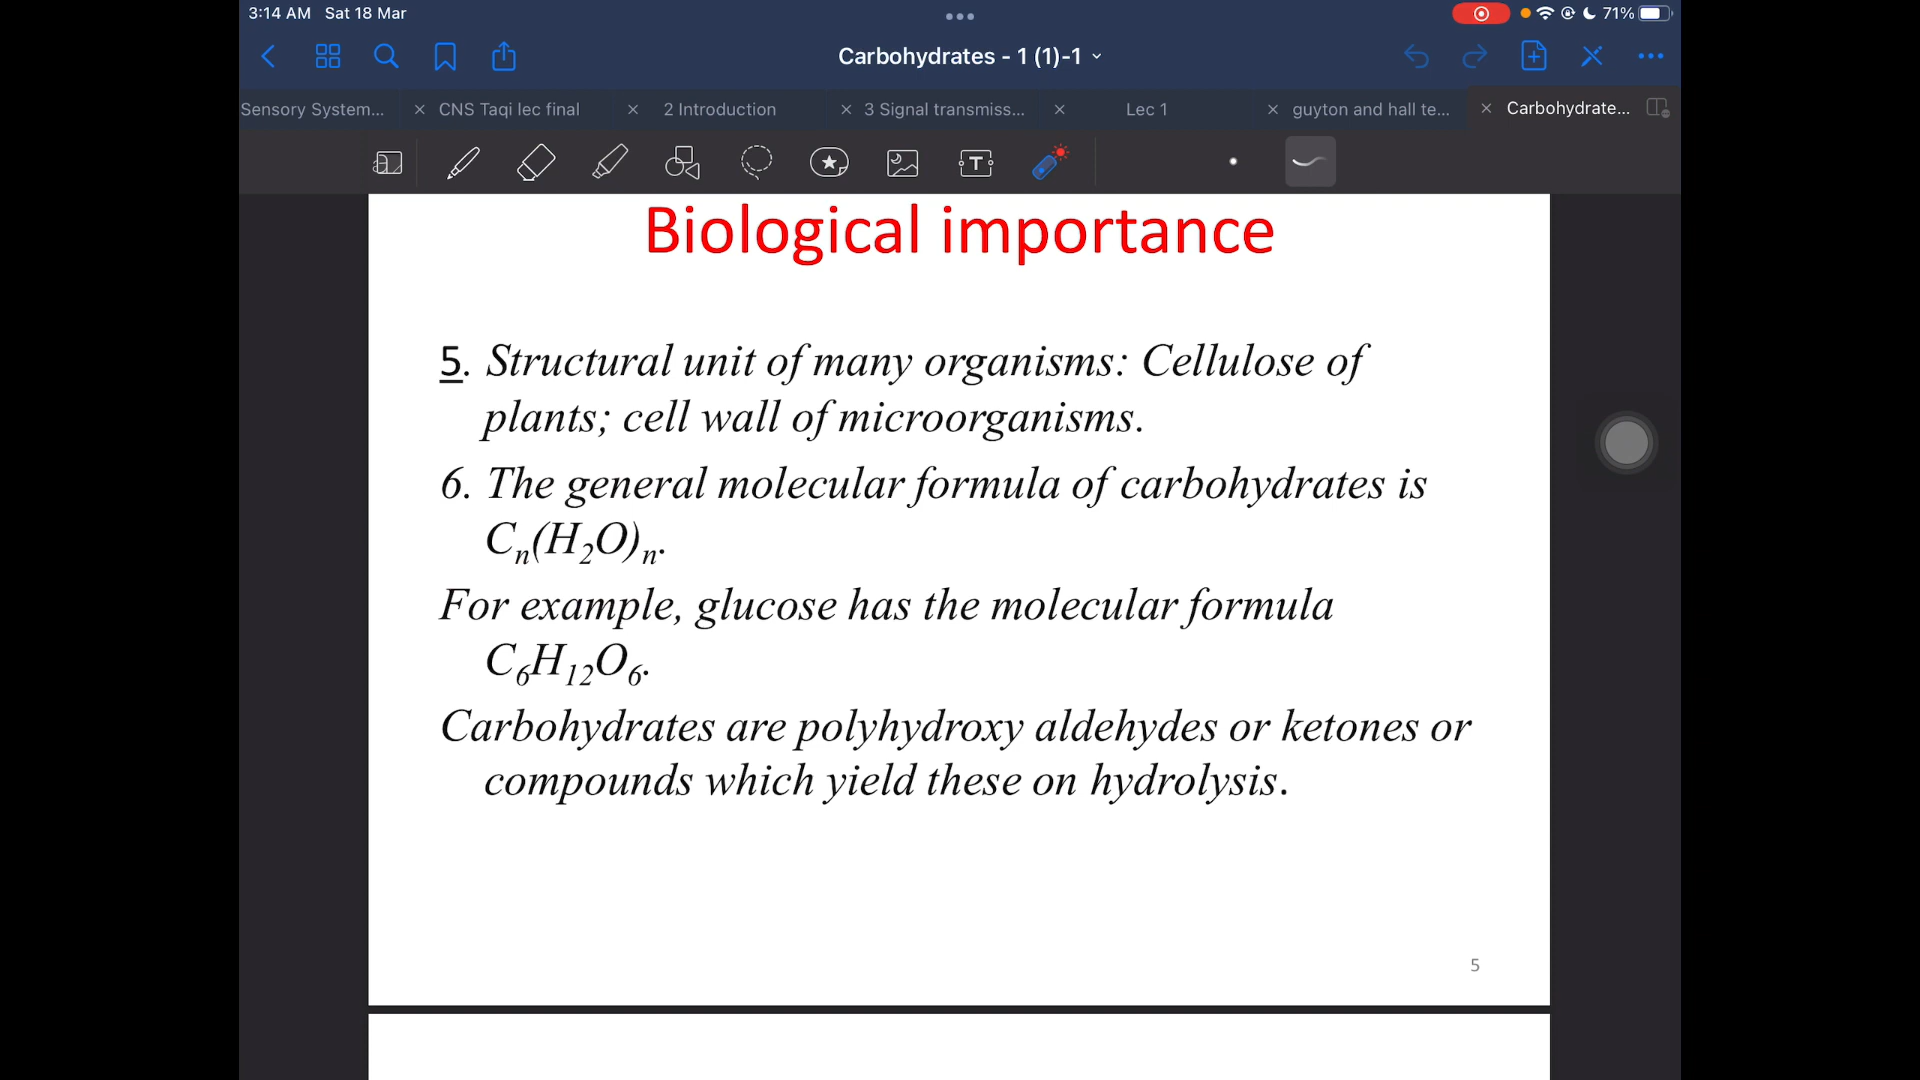 3:14 AM Sat 18 Mar
71%
Carbohydrates - 1 (1)-1
Sensory System... CNS Taqi lec final 2 Introduction 3 Signal transmiss... Lec 1 guyton and hall te... Carbohydrate...
Biological importance
5. Structural unit of many organisms: Cellulose of
plants; cell wall of microorganisms.
6. The general molecular formula of carbohydrates is
Cₙ(H₂O)ₙ.
For example, glucose has the molecular formula
C₆H₁₂O₆.
Carbohydrates are polyhydroxy aldehydes or ketones or
compounds which yield these on hydrolysis.
5